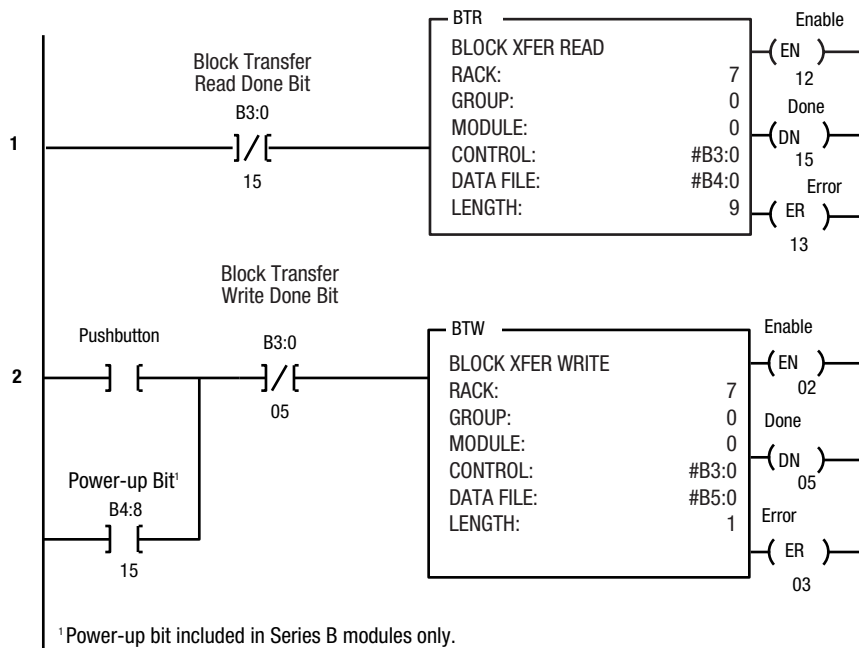 1
Block Transfer
Read Done Bit
B3:0
]/[
15
BTR
BLOCK XFER READ
RACK: 7
GROUP: 0
MODULE: 0
CONTROL: #B3:0
DATA FILE: #B4:0
LENGTH: 9
Enable
EN
12
Done
DN
15
Error
ER
13
2
Pushbutton
] [
Power-up Bit¹
B4:8
] [
15
Block Transfer
Write Done Bit
B3:0
]/[
05
BTW
BLOCK XFER WRITE
RACK: 7
GROUP: 0
MODULE: 0
CONTROL: #B3:0
DATA FILE: #B5:0
LENGTH: 1
Enable
EN
02
Done
DN
05
Error
ER
03
¹Power-up bit included in Series B modules only.